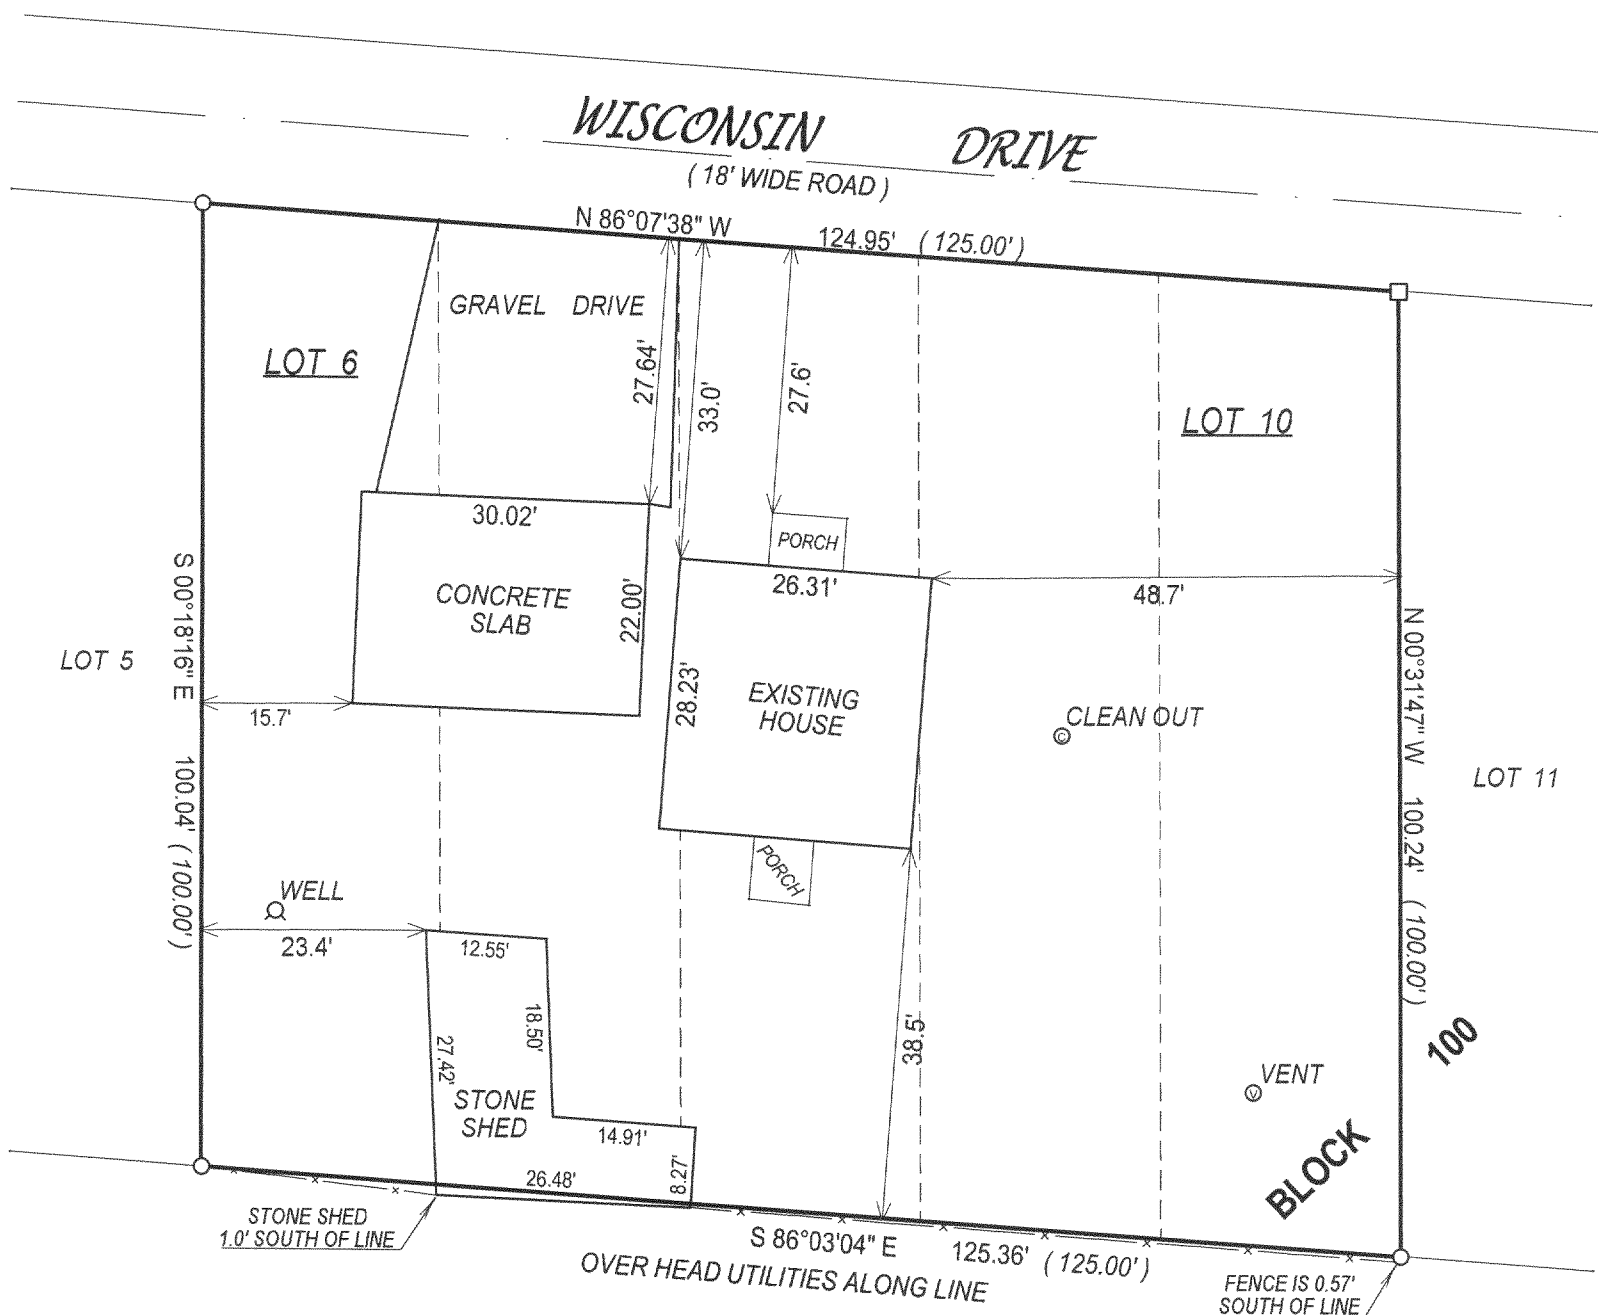 WISCONSIN DRIVE
( 18' WIDE ROAD )
N 86°07'38" W 124.95' ( 125.00' )
GRAVEL DRIVE
LOT 6
27.64'
33.0'
27.6'
LOT 10
30.02'
PORCH
26.31'
48.7'
CONCRETE
SLAB
22.00'
S 00°18'16" E 100.04' ( 100.00' )
N 00°31'47" W 100.24' ( 100.00' )
LOT 5
28.23'
EXISTING
HOUSE
15.7'
CLEAN OUT
C
LOT 11
PORCH
WELL
23.4'
12.55'
18.50'
27.42'
38.5'
STONE
SHED
14.91'
8.27'
26.48'
VENT
V
BLOCK 100
STONE SHED
1.0' SOUTH OF LINE
S 86°03'04" E 125.36' ( 125.00' )
OVER HEAD UTILITIES ALONG LINE
FENCE IS 0.57'
SOUTH OF LINE